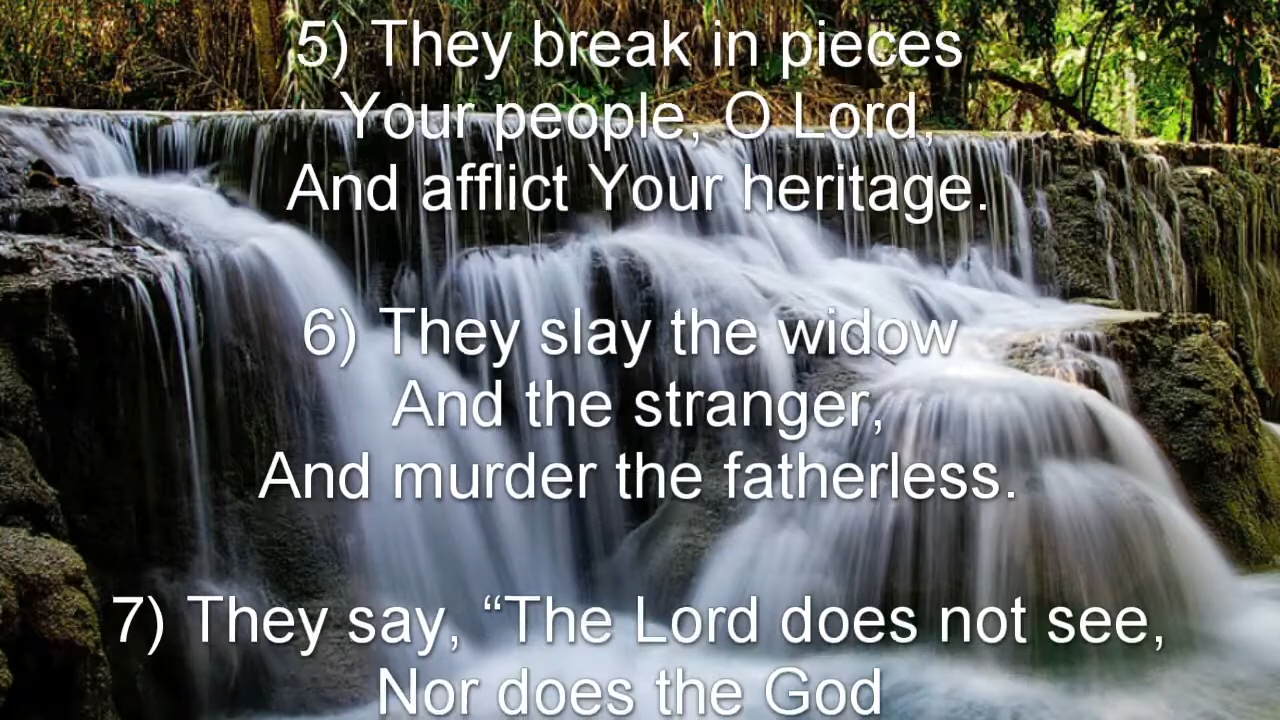 5) They break in pieces
Your people, O Lord,
And afflict Your heritage.
6) They slay the widow
And the stranger,
And murder the fatherless.
7) They say, “The Lord does not see,
Nor does the God